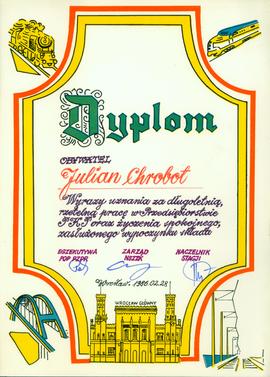 Dyplom
OBYWATEL
Julian Chrobot
Wyrazy uznania za długoletnią,
rzetelną pracę w Przedsiębiorstwie
PKP oraz życzenia spokojnego,
zasłużonego wypoczynku składa
EGZEKUTYWA ZARZĄD NACZELNIK
POP PZPR NSZZK STACJI
Wrocław, 1986.02.28
WROCŁAW GŁÓWNY